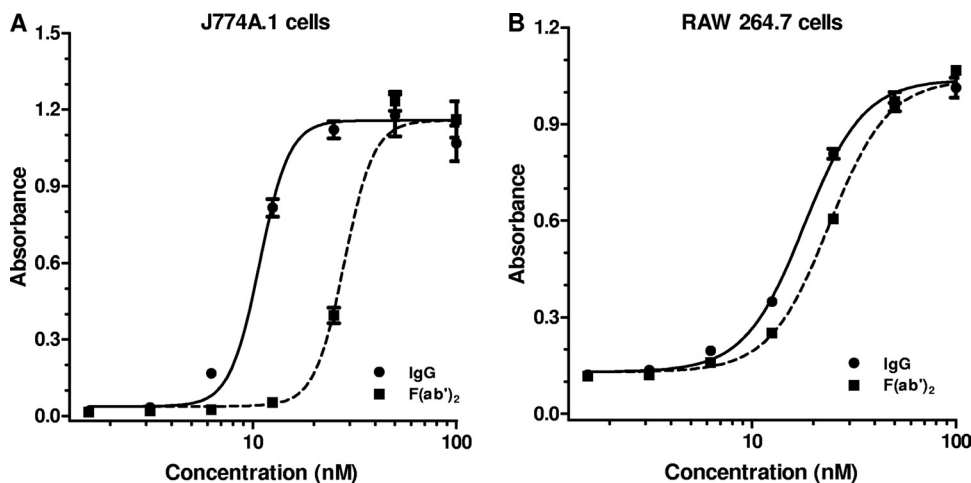 A
J774A.1 cells
1.5
1.2
0.9
0.6
0.3
0.0
Absorbance
10
100
Concentration (nM)
IgG
F(ab')₂
B
RAW 264.7 cells
1.2
0.9
0.6
0.3
0.0
Absorbance
10
100
Concentration (nM)
IgG
F(ab')₂